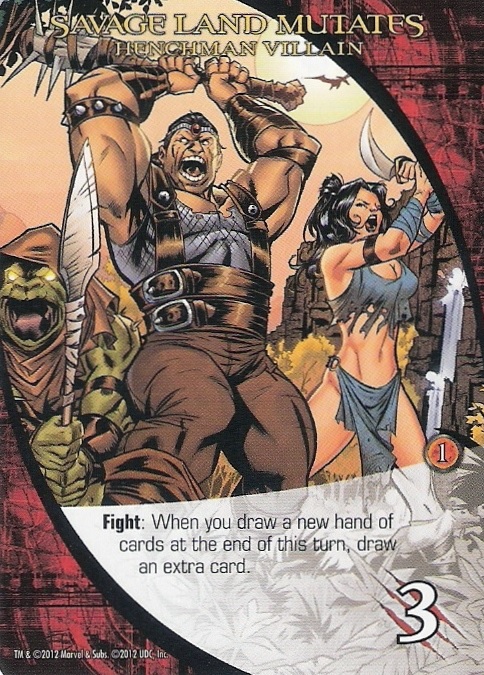 SAVAGE LAND MUTATES
HENCHMAN VILLAIN
1
Fight: When you draw a new hand of
cards at the end of this turn, draw
an extra card.
3
TM & ©2012 Marvel & Subs. ©2012 UDC, Inc.